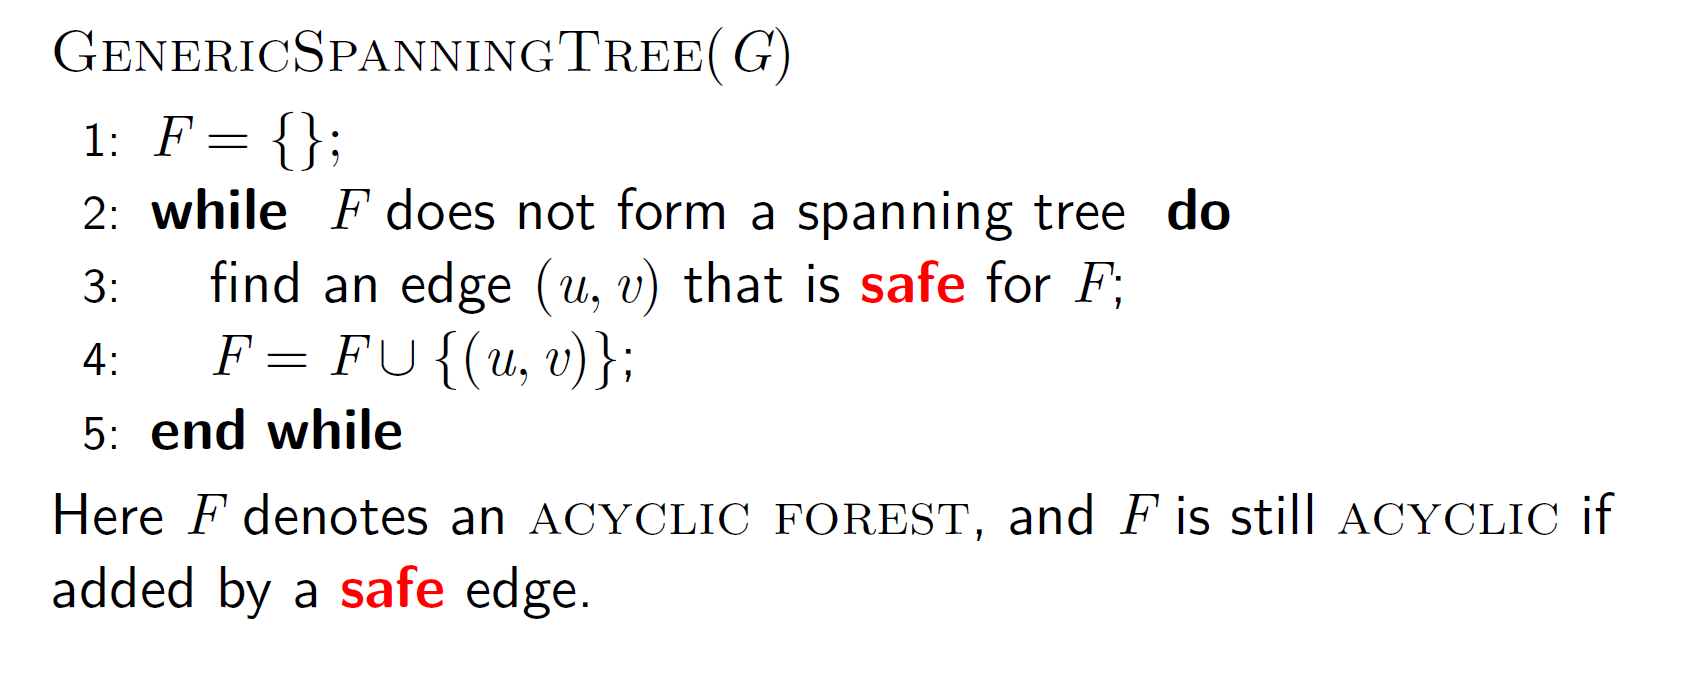 GENERICSPANNINGTREE(G)
1: F = {};
2: while F does not form a spanning tree do
3: find an edge (u, v) that is safe for F;
4: F = F ∪ {(u, v)};
5: end while
Here F denotes an ACYCLIC FOREST, and F is still ACYCLIC if
added by a safe edge.